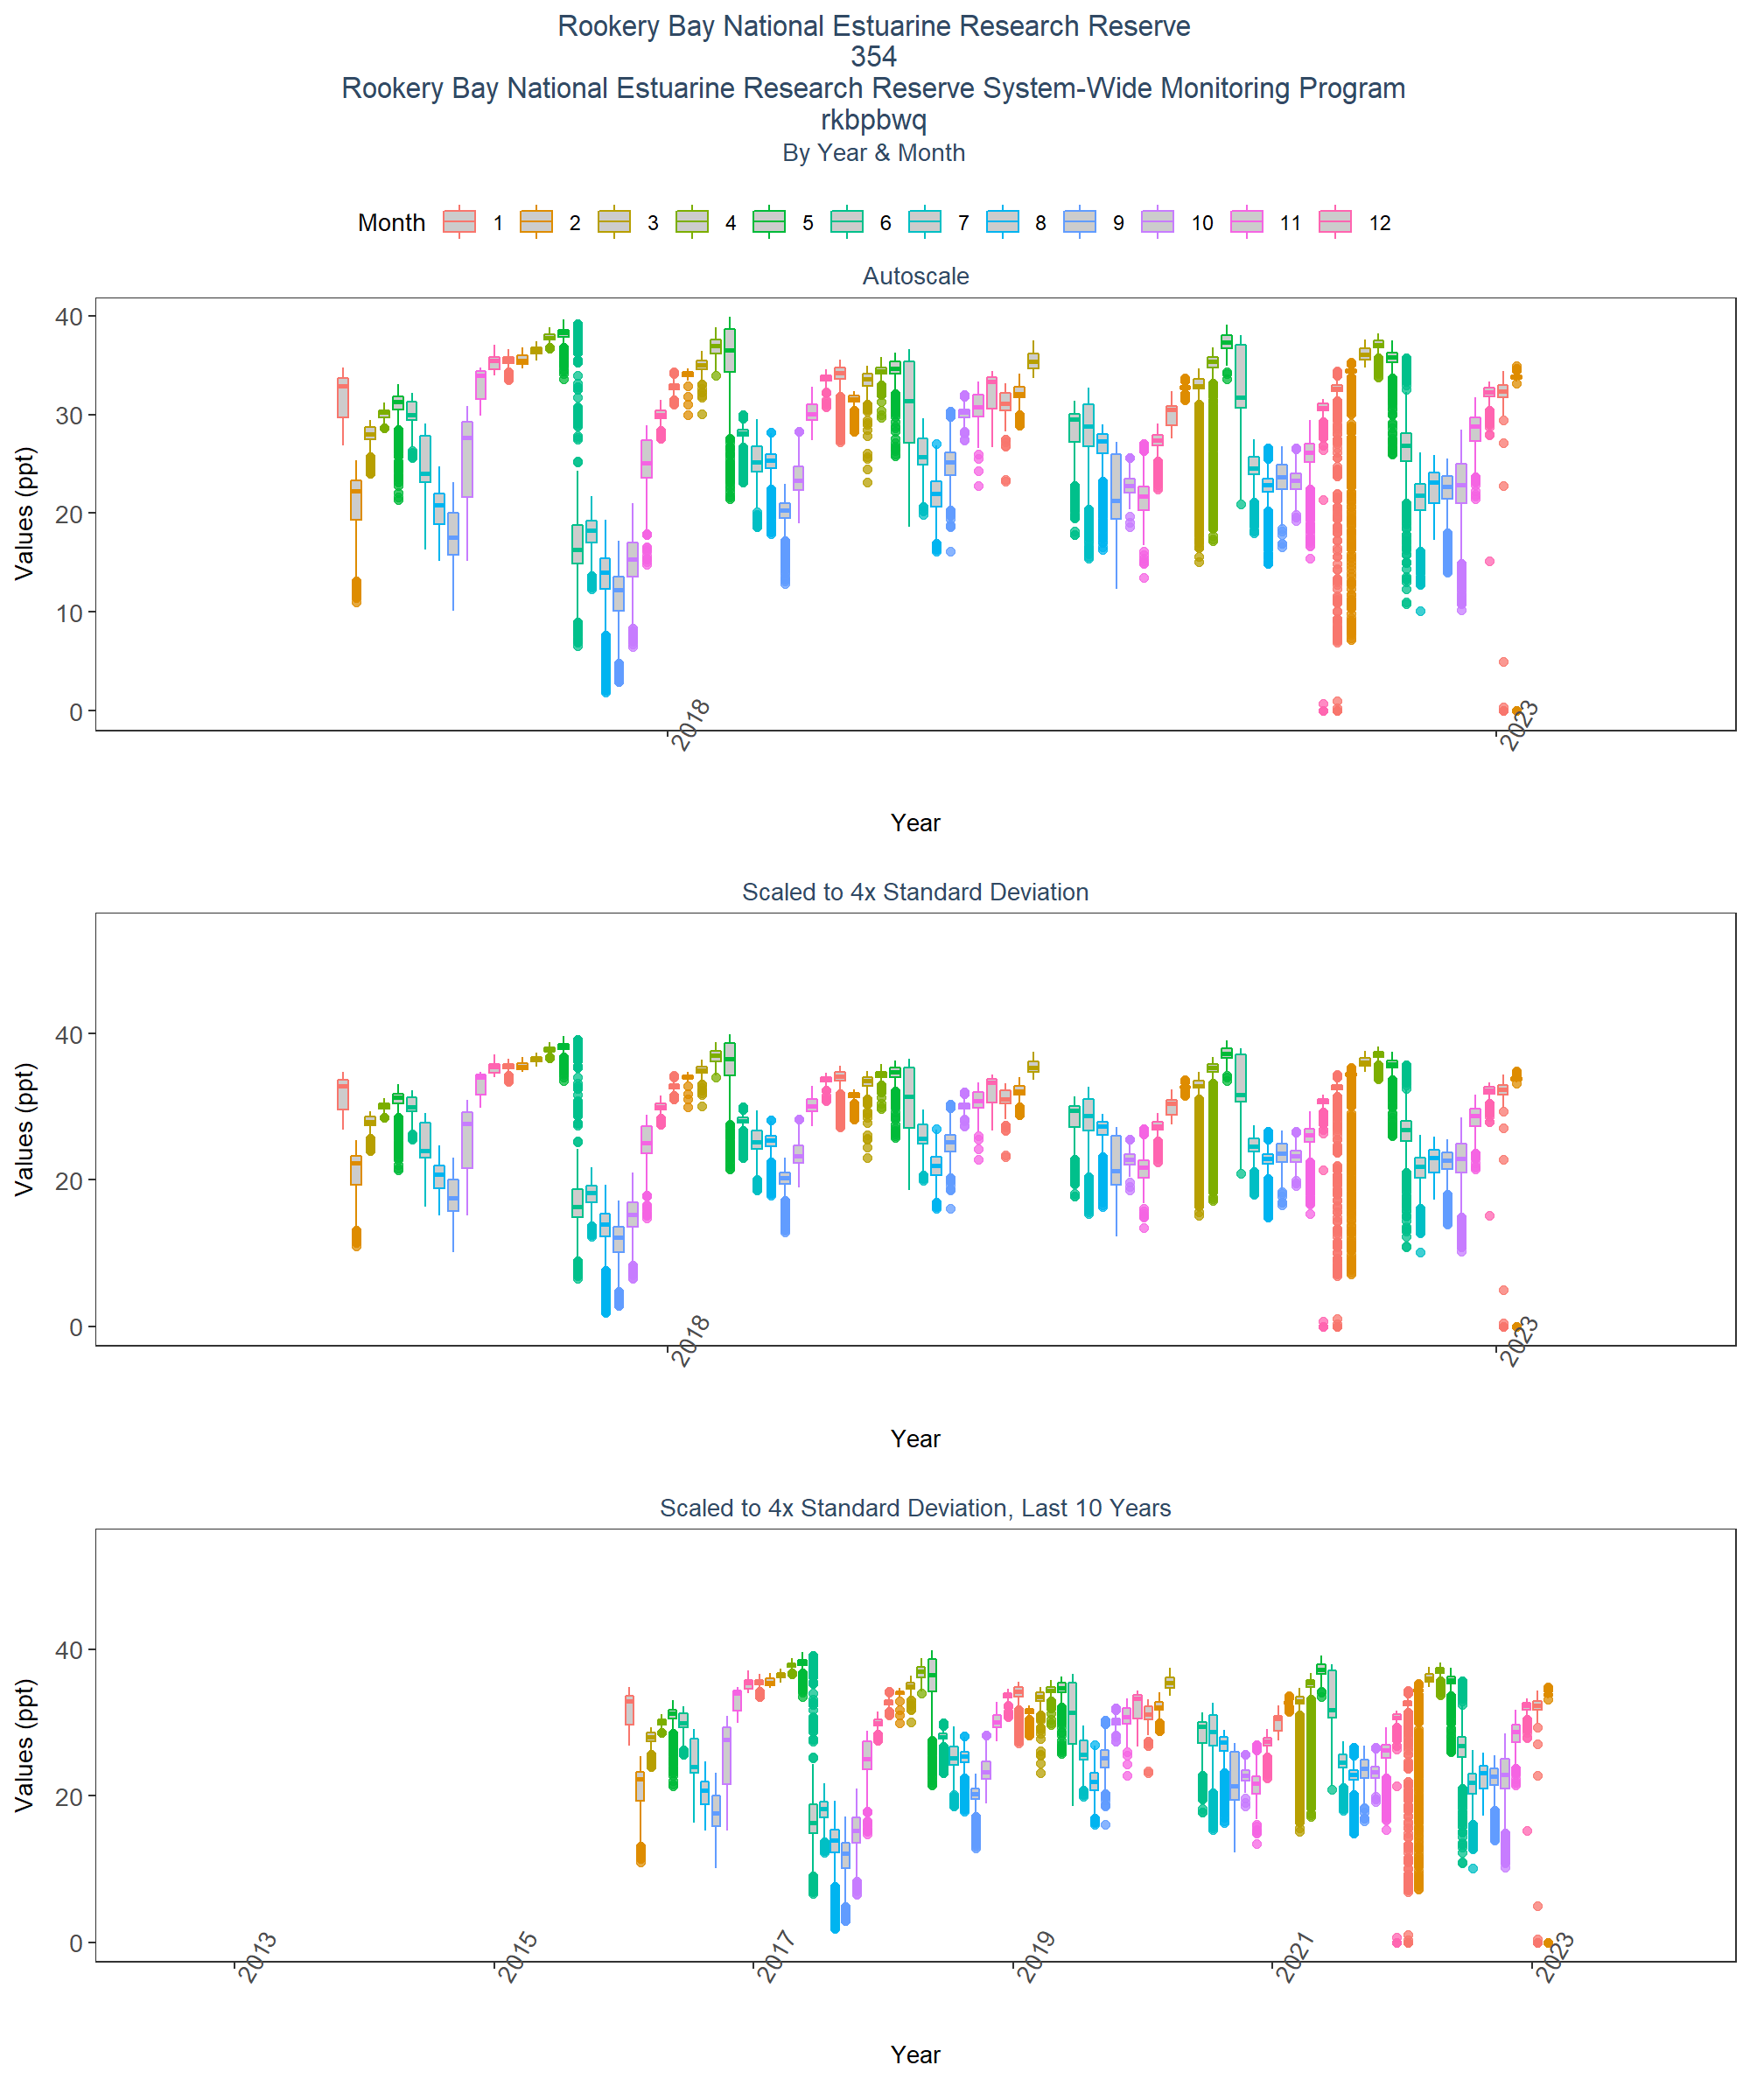 Rookery Bay National Estuarine Research Reserve
354
Rookery Bay National Estuarine Research Reserve System-Wide Monitoring Program
rkbpbwq
By Year & Month
Month 1 2 3 4 5 6 7 8 9 10 11 12
Autoscale
Values (ppt)
40
30
20
10
0
2018 2023
Year
Scaled to 4x Standard Deviation
Values (ppt)
40
20
0
2018 2023
Year
Scaled to 4x Standard Deviation, Last 10 Years
Values (ppt)
40
20
0
2013 2015 2017 2019 2021 2023
Year